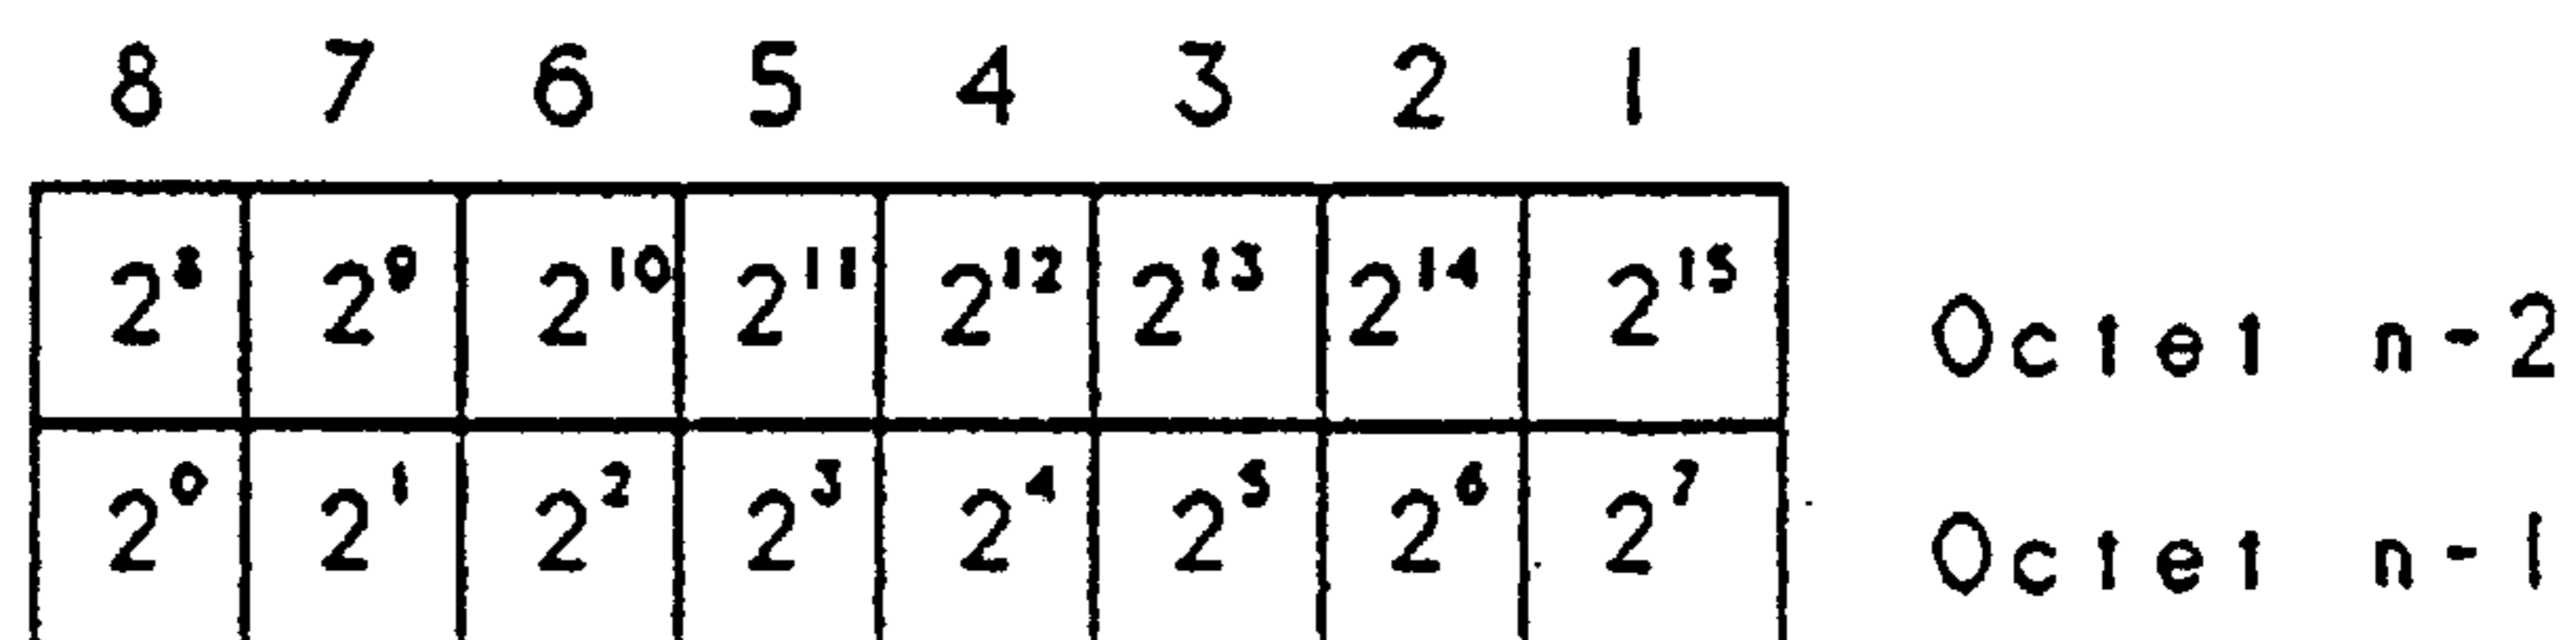 8 7 6 5 4 3 2 1
2⁸ 2⁹ 2¹⁰ 2¹¹ 2¹² 2¹³ 2¹⁴ 2¹⁵ Octet n-2
2⁰ 2¹ 2² 2³ 2⁴ 2⁵ 2⁶ 2⁷ Octet n-1